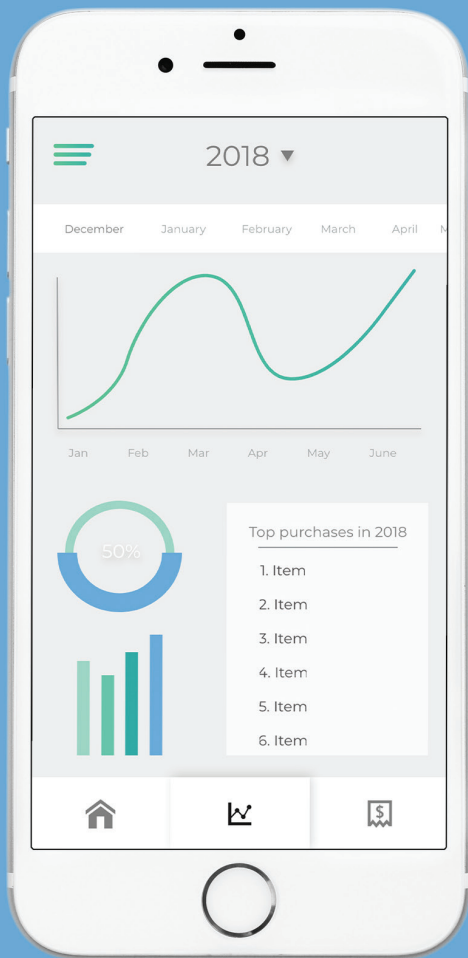 2018
December January February March April M
Jan Feb Mar Apr May June
50%
Top purchases in 2018
1. Item
2. Item
3. Item
4. Item
5. Item
6. Item
$